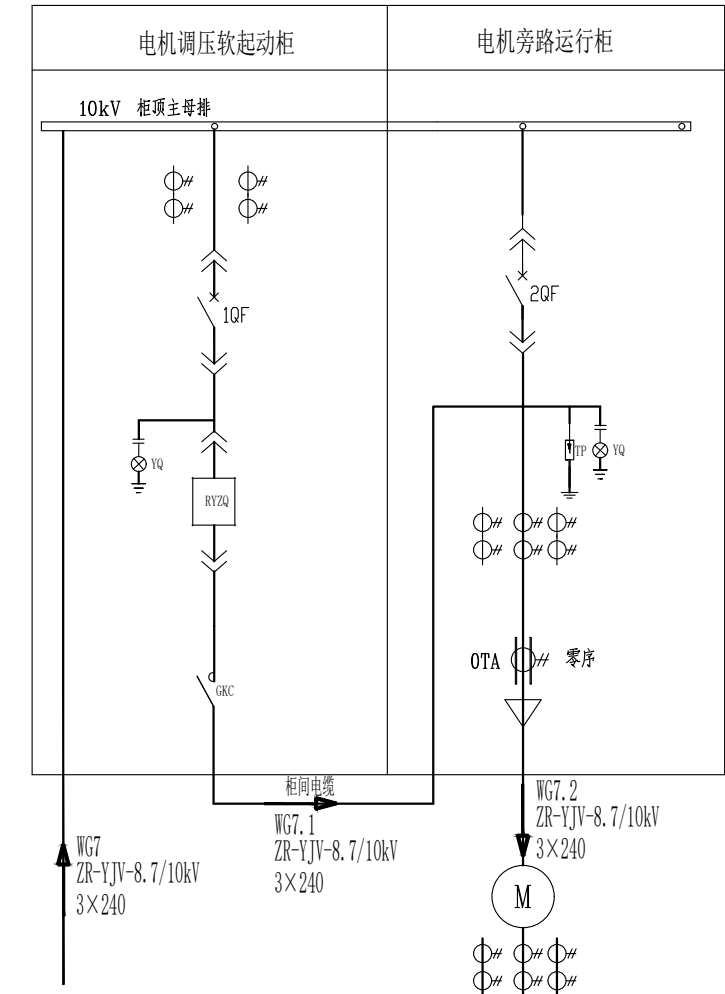 电机调压软起动柜
电机旁路运行柜
10kV 柜顶主母排
1QF
2QF
YQ
TP
YQ
RYZQ
0TA
零序
GKC
柜间电缆
WG7.1
ZR-YJV-8.7/10kV
3×240
WG7.2
ZR-YJV-8.7/10kV
3×240
WG7
ZR-YJV-8.7/10kV
3×240
M